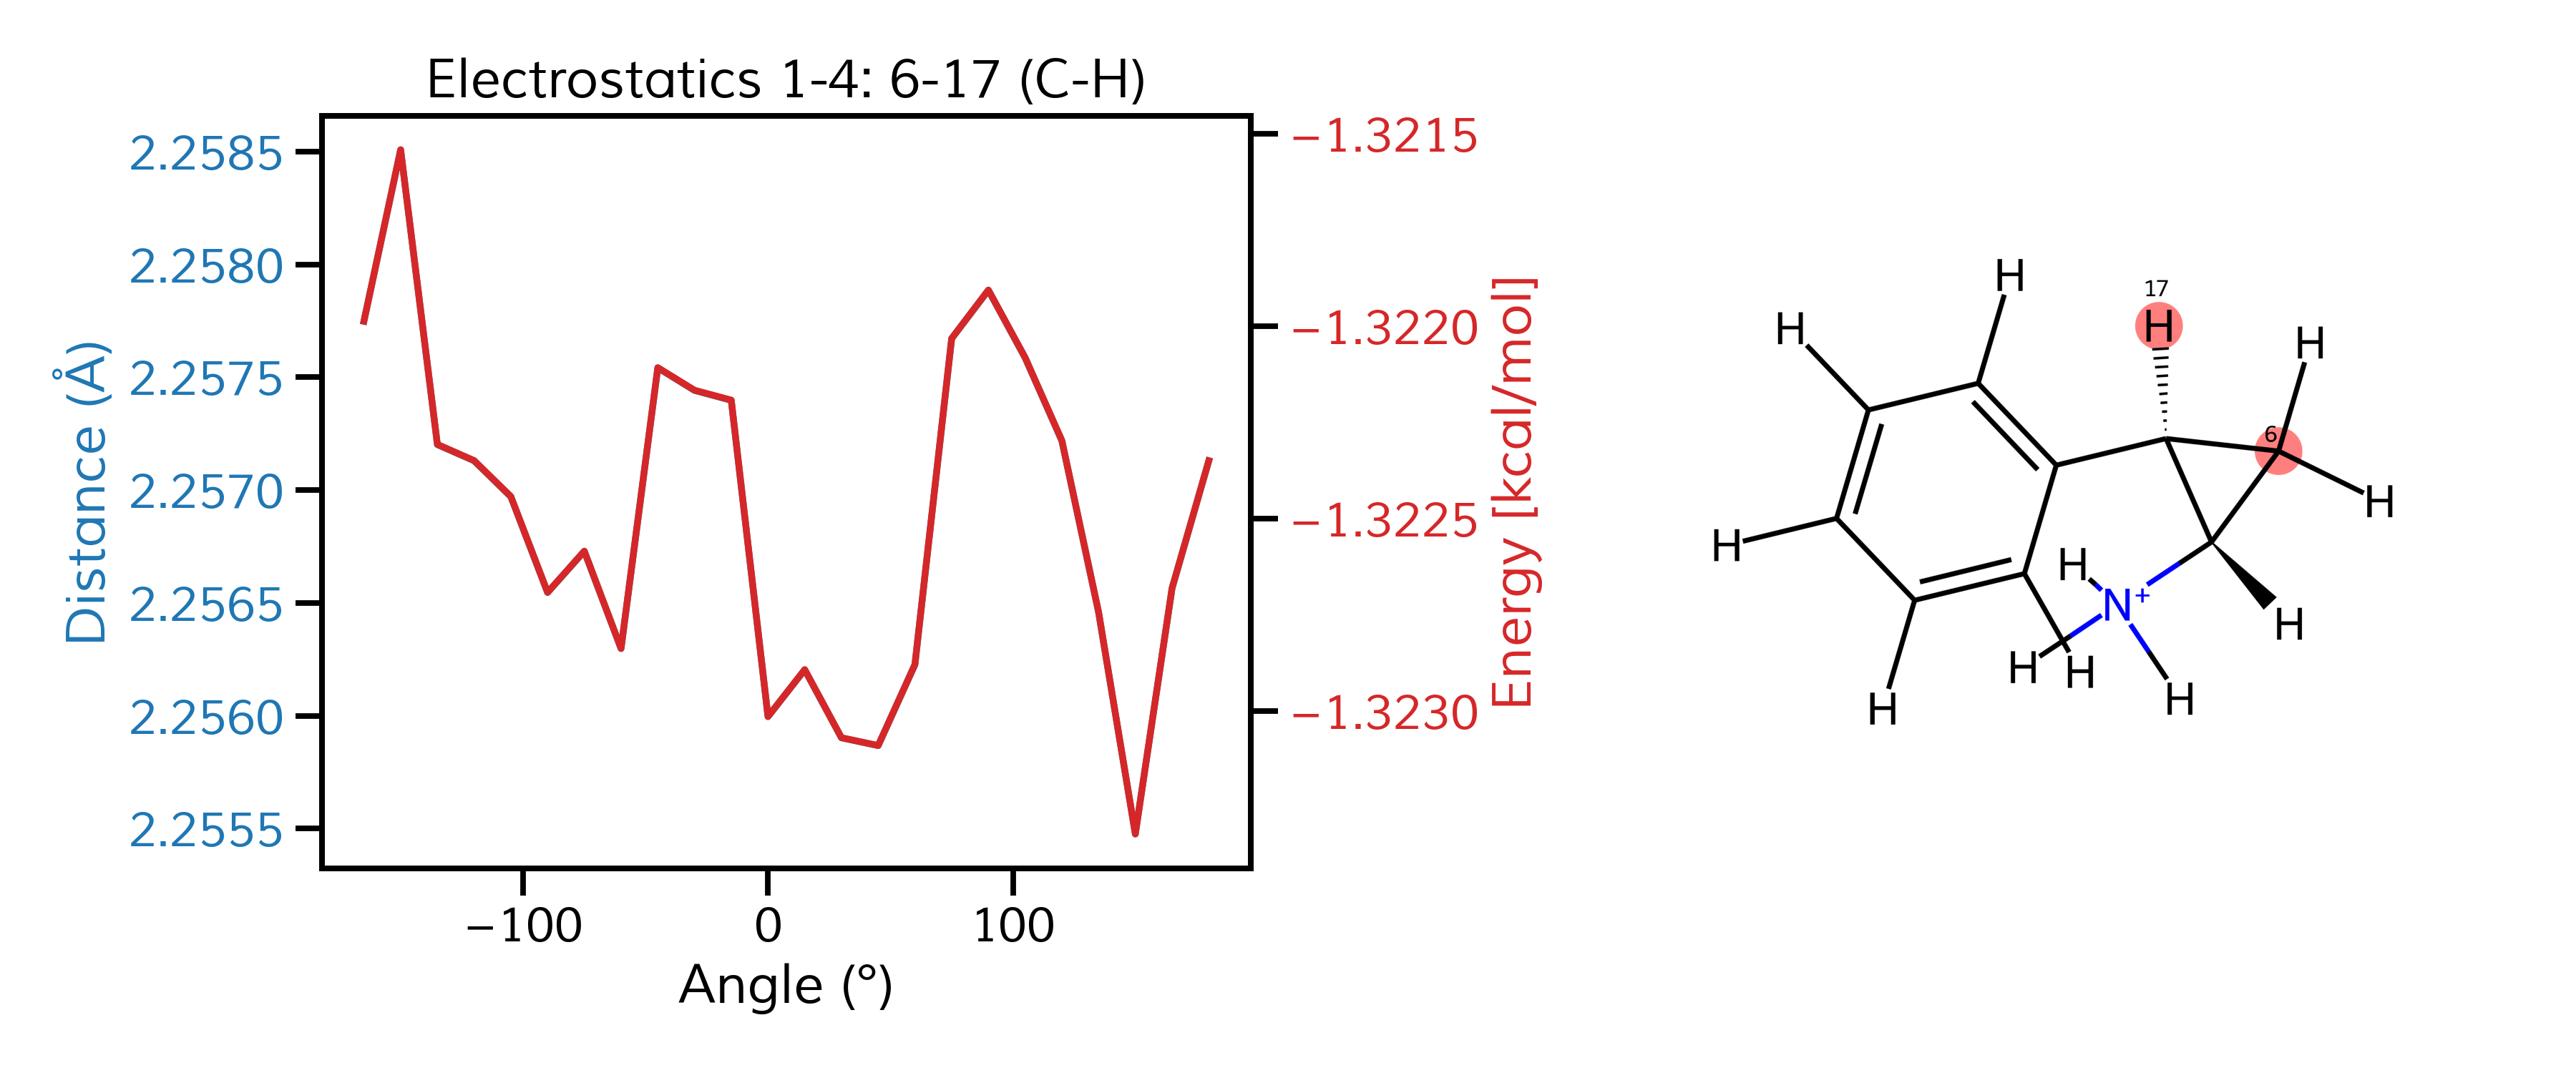 Electrostatics 1-4: 6-17 (C-H)
Distance (Å)
2.2585
2.2580
2.2575
2.2570
2.2565
2.2560
2.2555
−100
0
100
Angle (°)
−1.3215
−1.3220
−1.3225
−1.3230
Energy [kcal/mol]
H
17
H
H
H
6
H
H
H
N⁺
H
H
H
H
H